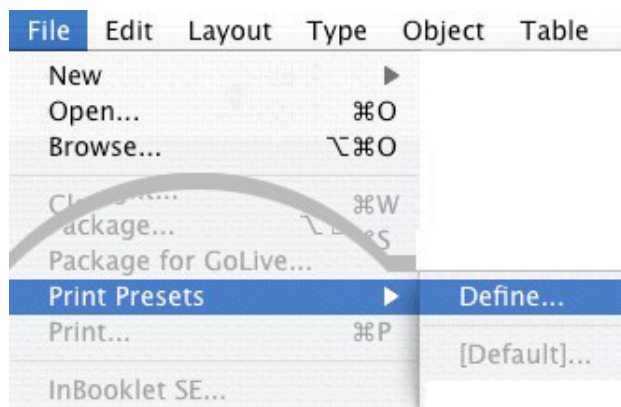 File Edit Layout Type Object Table
New
Open... ⌘O
Browse... ⌥⌘O
⌘W
Package...
Package for GoLive...
Print Presets Define...
Print... ⌘P
[Default]...
InBooklet SE...